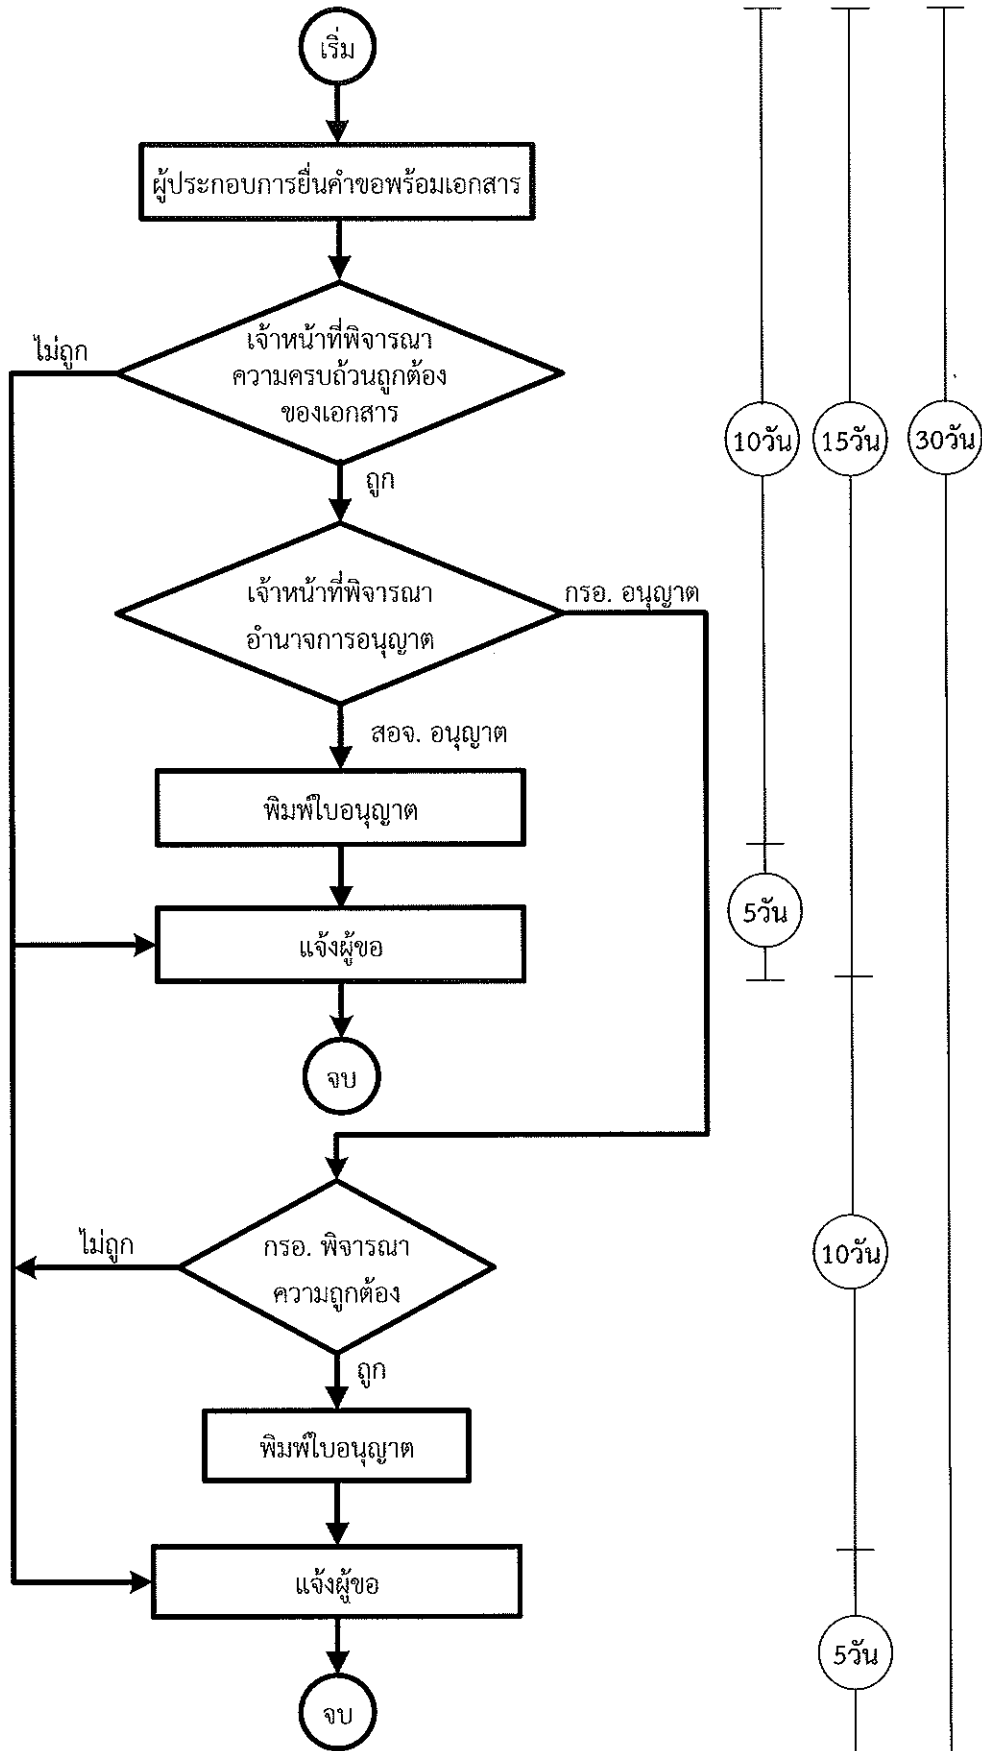 เริ่ม
ผู้ประกอบการยื่นคำขอพร้อมเอกสาร
เจ้าหน้าที่พิจารณา
ความครบถ้วนถูกต้อง
ของเอกสาร
ไม่ถูก
ถูก
เจ้าหน้าที่พิจารณา
อำนาจการอนุญาต
กรอ. อนุญาต
สอจ. อนุญาต
พิมพ์ใบอนุญาต
แจ้งผู้ขอ
จบ
กรอ. พิจารณา
ความถูกต้อง
ไม่ถูก
ถูก
พิมพ์ใบอนุญาต
แจ้งผู้ขอ
จบ
10วัน
15วัน
30วัน
5วัน
10วัน
5วัน